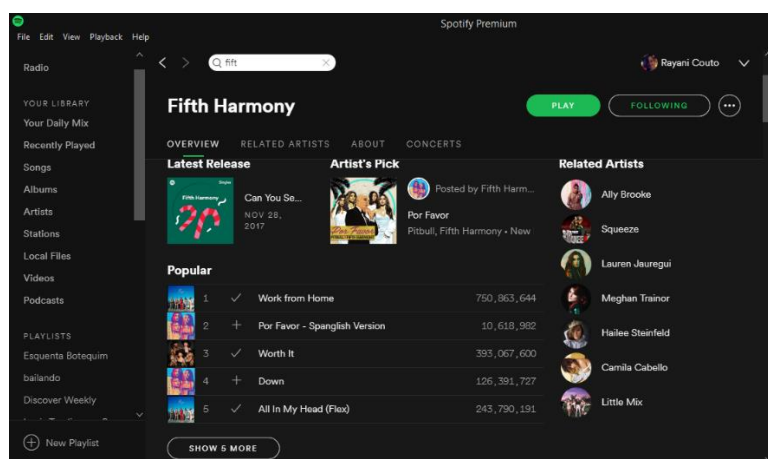 Spotify Premium
File Edit View Playback Help
Radio
YOUR LIBRARY
Your Daily Mix
Recently Played
Songs
Albums
Artists
Stations
Local Files
Videos
Podcasts
PLAYLISTS
Esquenta Botequim
bailando
Discover Weekly
New Playlist
fift
Rayani Couto
Fifth Harmony
PLAY
FOLLOWING
OVERVIEW RELATED ARTISTS ABOUT CONCERTS
Latest Release
Singles
Fifth Harmony
Can You Se...
NOV 28,
2017
Artist's Pick
Por Favor
Posted by Fifth Harm...
Por Favor
Pitbull, Fifth Harmony • New
Popular
1 Work from Home 750,863,644
2 Por Favor - Spanglish Version 10,618,982
3 Worth It 393,067,600
4 Down 126,391,727
5 All In My Head (Flex) 243,790,191
SHOW 5 MORE
Related Artists
Ally Brooke
Squeeze
Lauren Jauregui
Meghan Trainor
Hailee Steinfeld
Camila Cabello
Little Mix